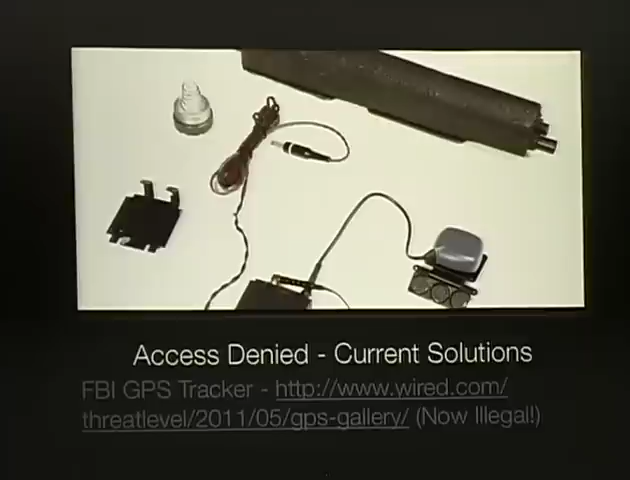 Access Denied - Current Solutions
FBI GPS Tracker - http://www.wired.com/
threatlevel/2011/05/gps-gallery/ (Now Illegal!)